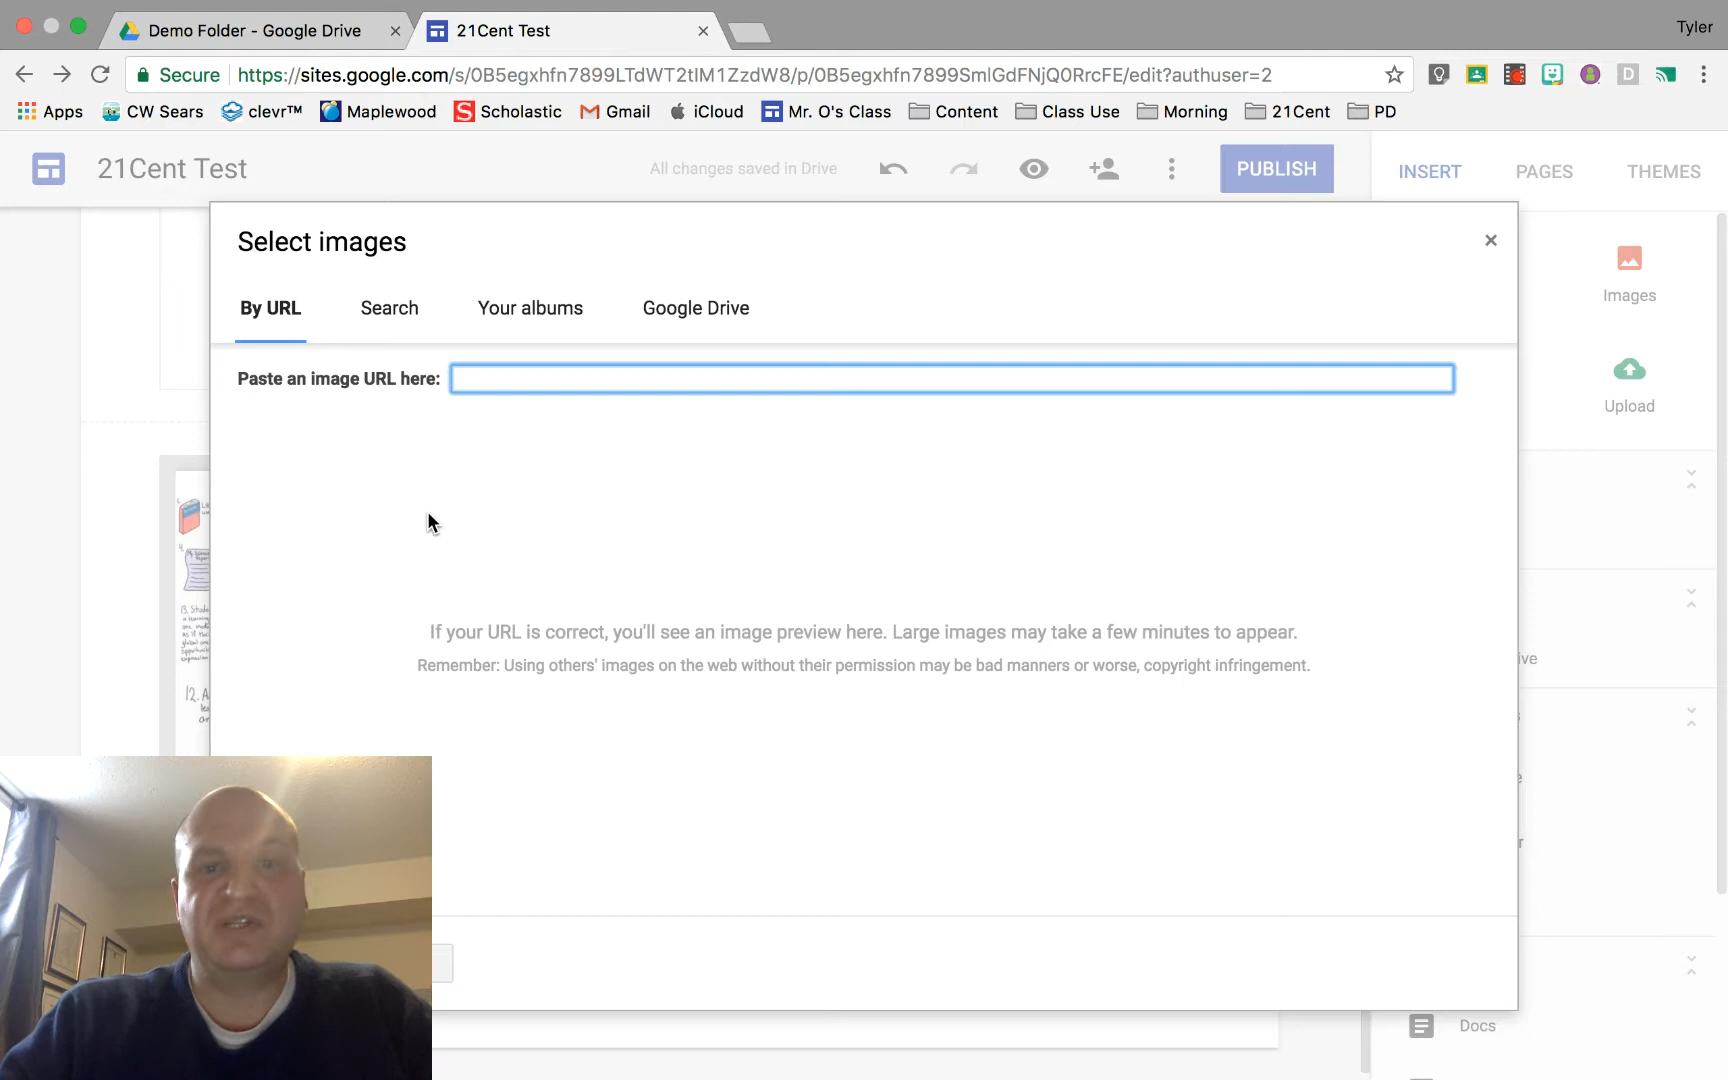 Demo Folder - Google Drive
21Cent Test
Tyler
Secure
https://sites.google.com/s/0B5egxhfn7899LTdWT2tlM1ZzdW8/p/0B5egxhfn7899SmlGdFNjQ0RrcFE/edit?authuser=2
Apps CW Sears clevr™ Maplewood Scholastic Gmail iCloud Mr. O's Class Content Class Use Morning 21Cent PD
21Cent Test
All changes saved in Drive
PUBLISH
INSERT PAGES THEMES
Select images
By URL Search Your albums Google Drive
Images
Paste an image URL here:
Upload
If your URL is correct, you'll see an image preview here. Large images may take a few minutes to appear.
Remember: Using others' images on the web without their permission may be bad manners or worse, copyright infringement.
ive
Docs